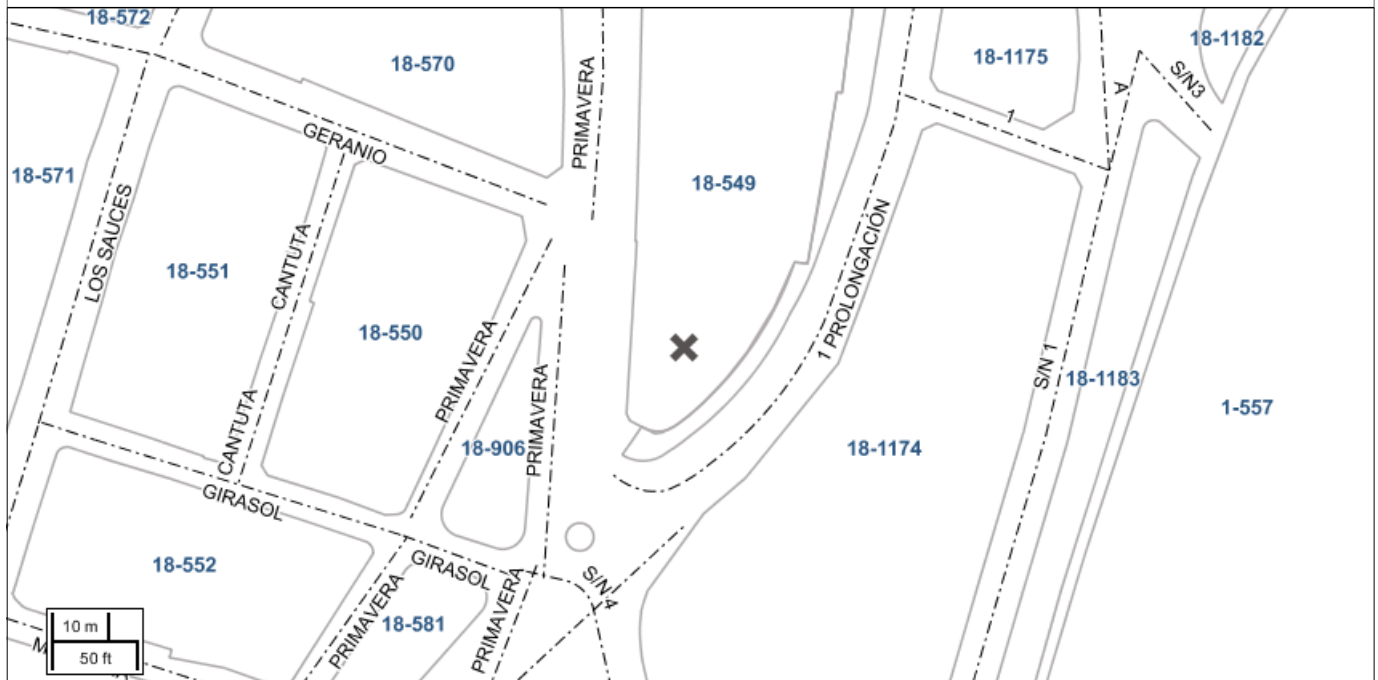 18-572
18-570
PRIMAVERA
18-1175
18-1182
S/N3
A
1
GERANIO
18-571
18-549
LOS SAUCES
18-551
CANTUTA
18-550
1 PROLONGACIÓN
PRIMAVERA
PRIMAVERA
S/N 1
18-1183
1-557
CANTUTA
18-906
18-1174
GIRASOL
18-552
GIRASOL
S/N 4
PRIMAVERA
PRIMAVERA
18-581
10 m
50 ft